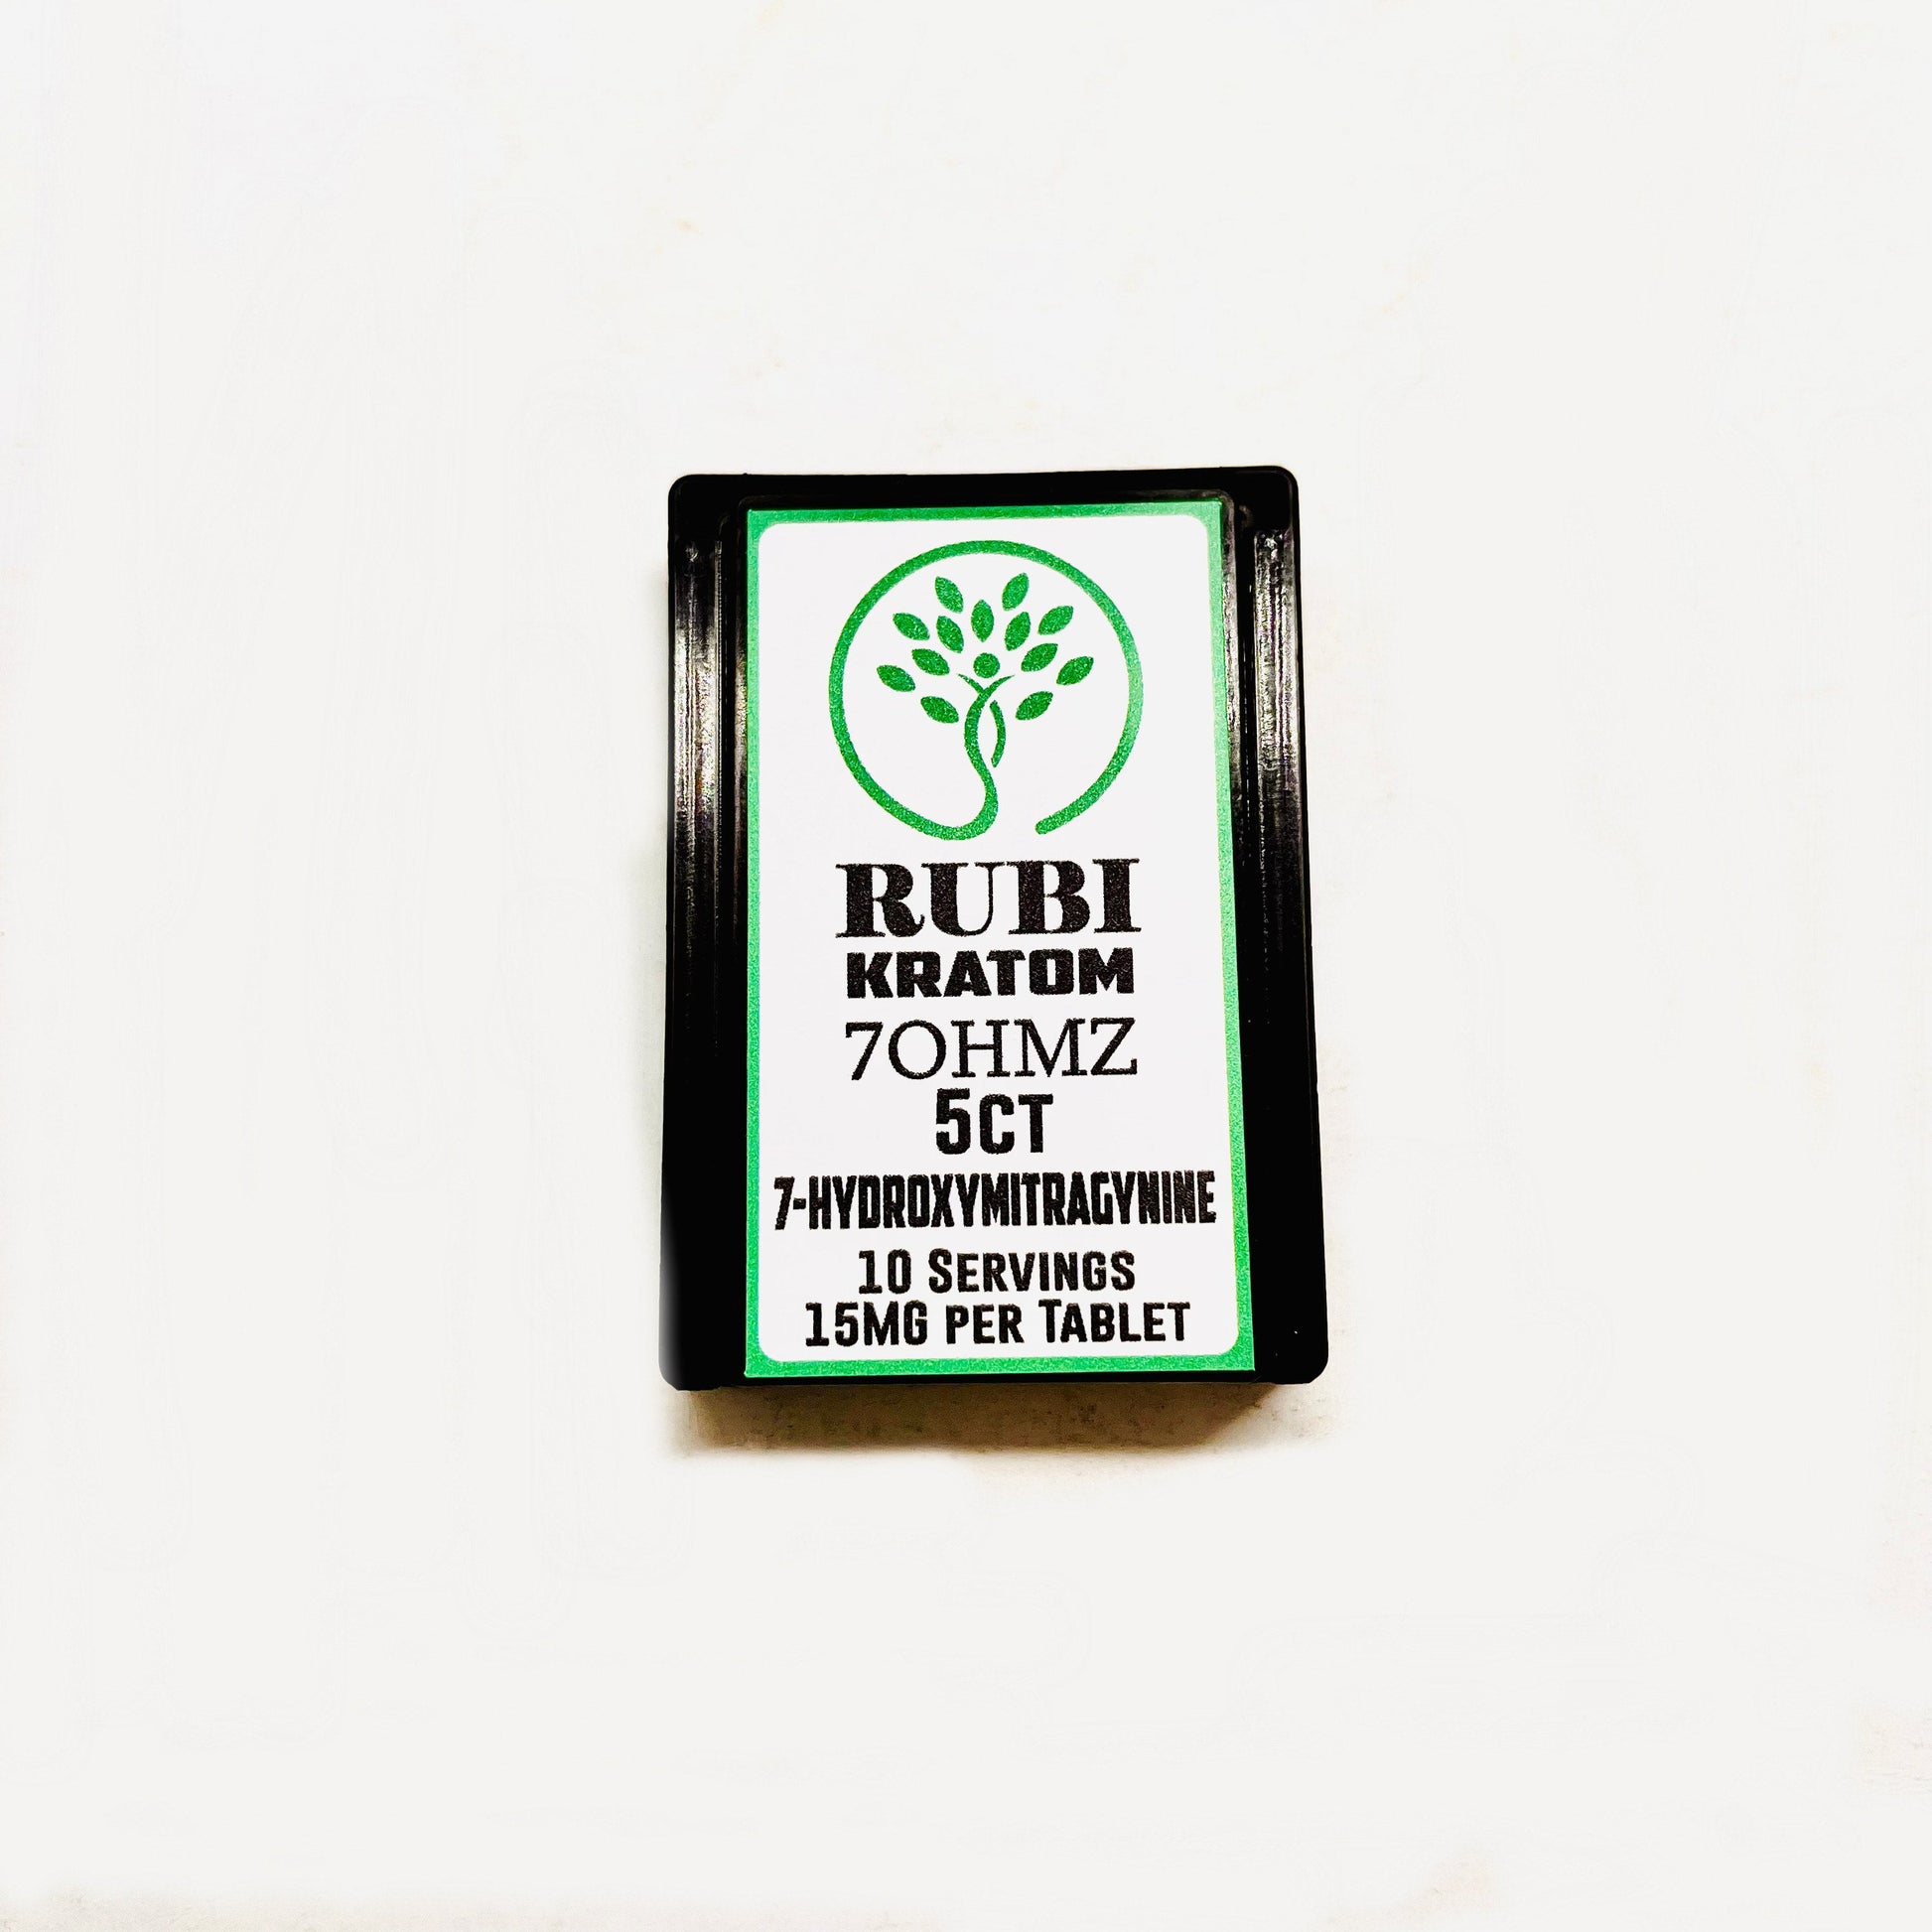 RUBI
KRATOM
7OHMZ
5CT
7-HYDROXYMITRAGYNINE
10 SERVINGS
15MG PER TABLET